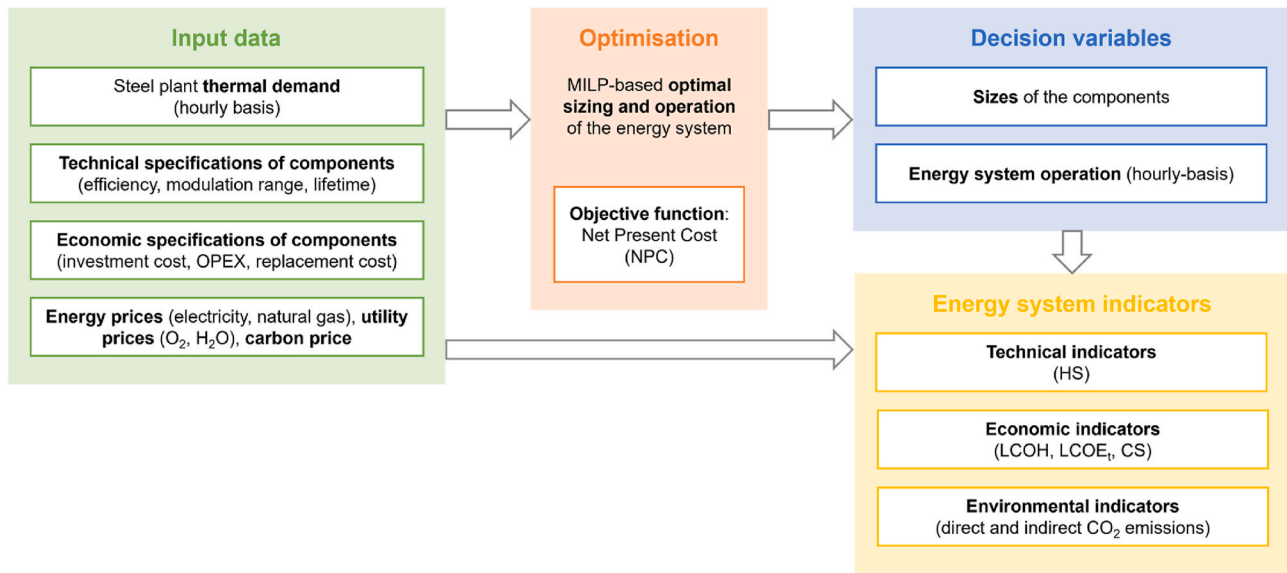 Input data
Steel plant thermal demand
(hourly basis)
Technical specifications of components
(efficiency, modulation range, lifetime)
Economic specifications of components
(investment cost, OPEX, replacement cost)
Energy prices (electricity, natural gas), utility
prices (O₂, H₂O), carbon price
Optimisation
MILP-based optimal
sizing and operation
of the energy system
Objective function:
Net Present Cost
(NPC)
Decision variables
Sizes of the components
Energy system operation (hourly-basis)
Energy system indicators
Technical indicators
(HS)
Economic indicators
(LCOH, LCOEₜ, CS)
Environmental indicators
(direct and indirect CO₂ emissions)